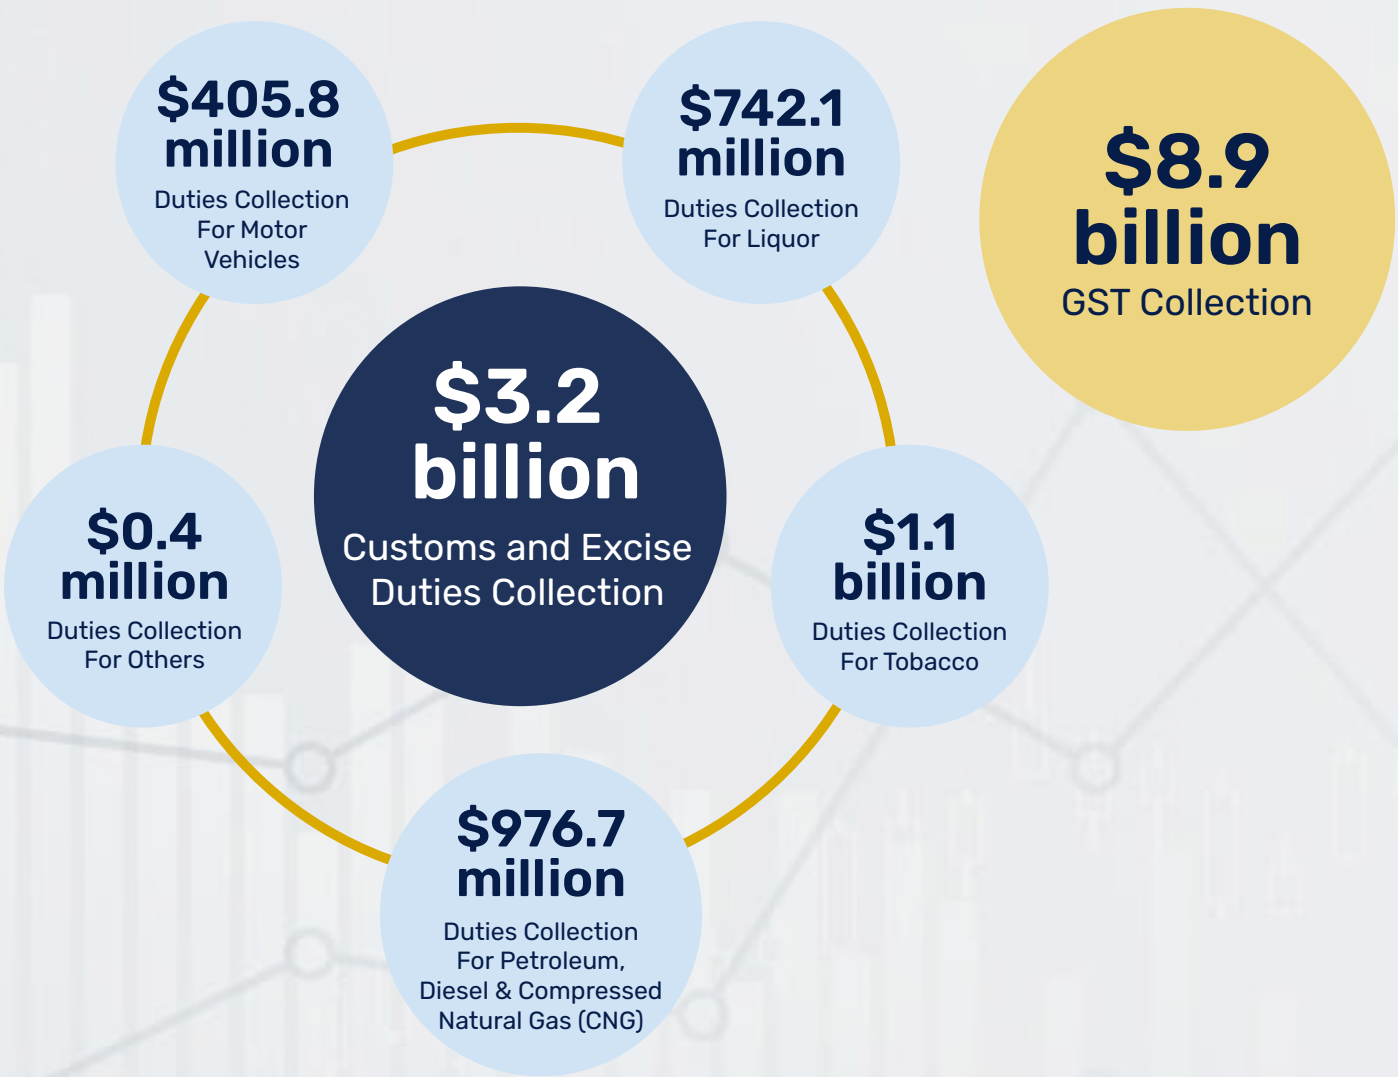 $405.8
million
Duties Collection
For Motor
Vehicles
$742.1
million
Duties Collection
For Liquor
$8.9
billion
GST Collection
$3.2
billion
Customs and Excise
Duties Collection
$0.4
million
Duties Collection
For Others
$1.1
billion
Duties Collection
For Tobacco
$976.7
million
Duties Collection
For Petroleum,
Diesel & Compressed
Natural Gas (CNG)